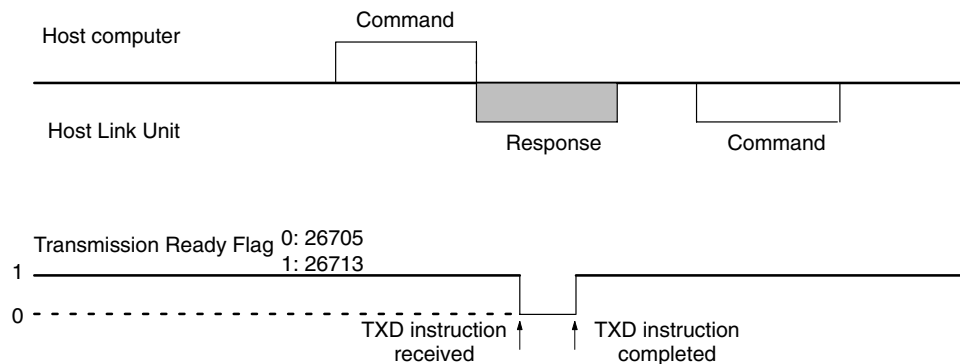 Command
Host computer
Host Link Unit
Response
Command
Transmission Ready Flag 0: 26705
1: 26713
1
0
TXD instruction
received
TXD instruction
completed